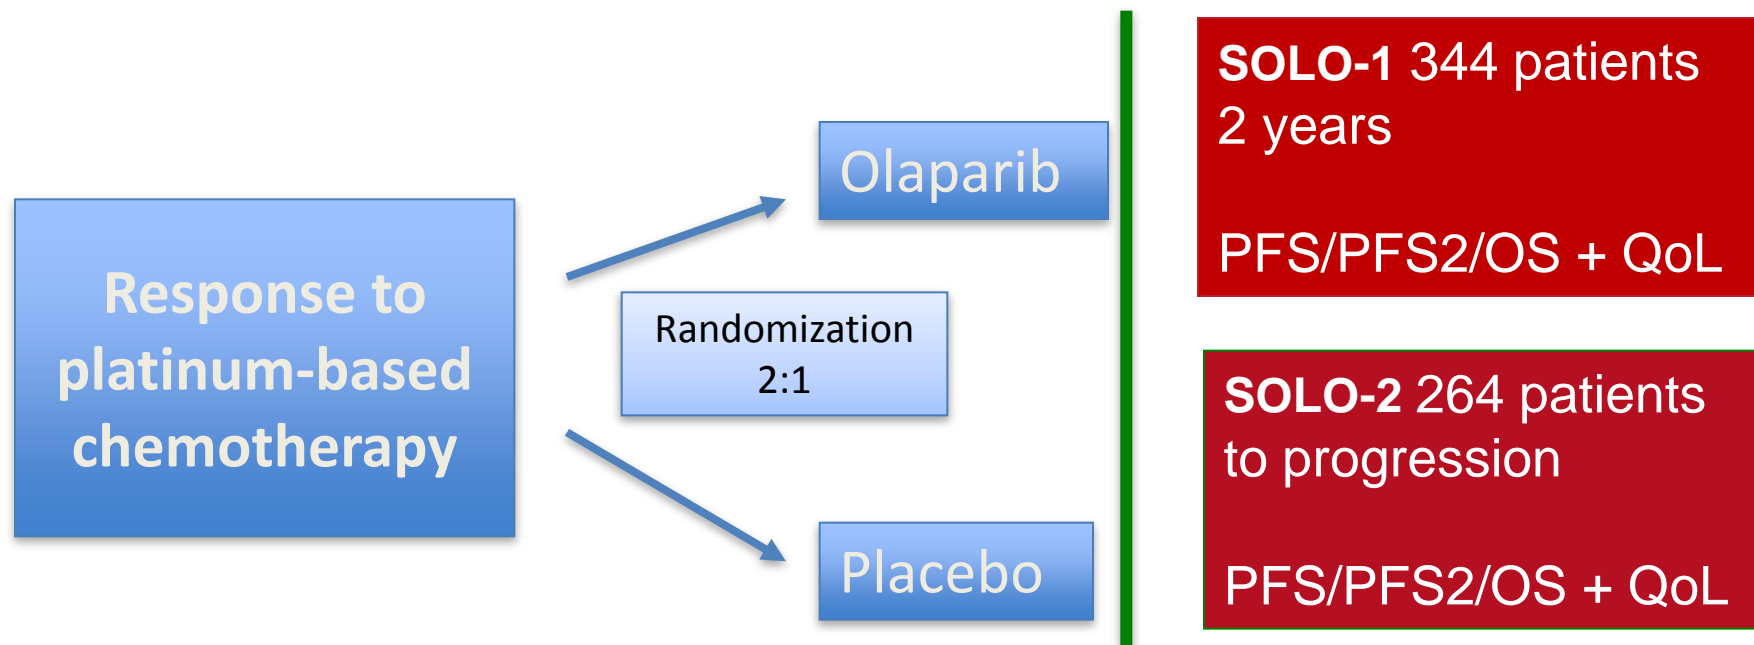 Response to
platinum-based
chemotherapy
Olaparib
Randomization
2:1
Placebo
SOLO-1 344 patients
2 years
PFS/PFS2/OS + QoL
SOLO-2 264 patients
to progression
PFS/PFS2/OS + QoL